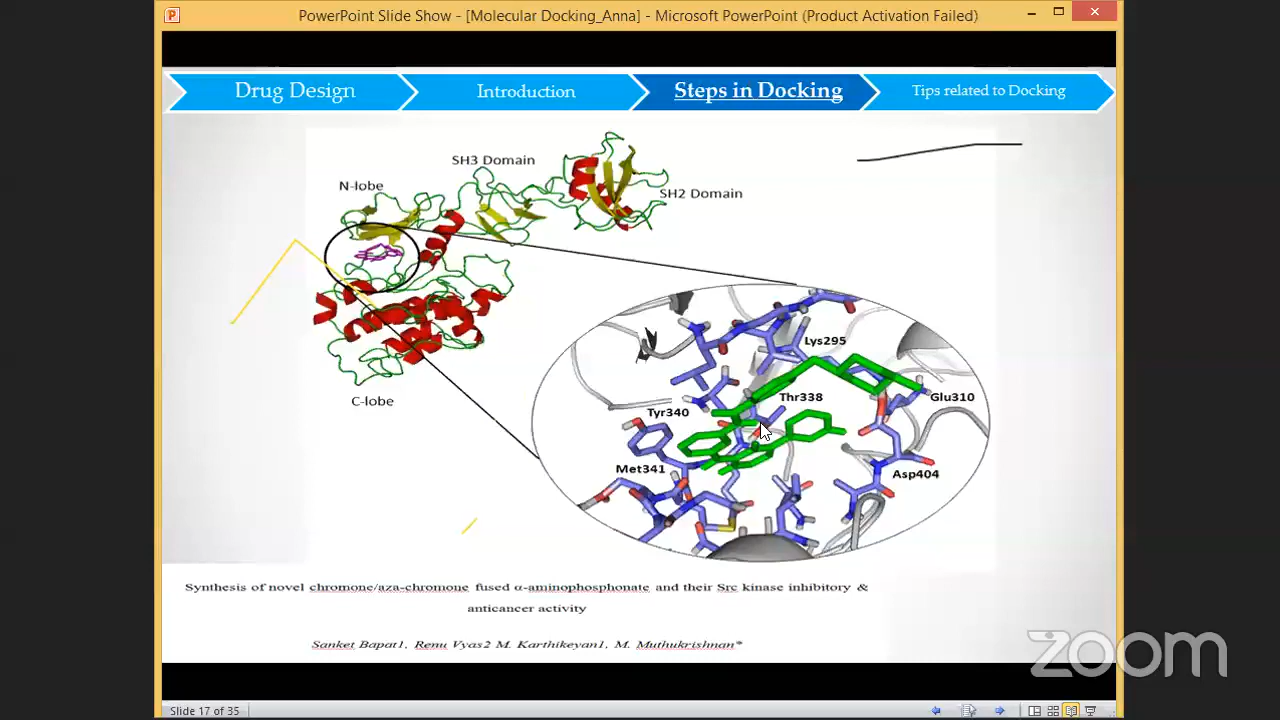 PowerPoint Slide Show - [Molecular Docking_Anna] - Microsoft PowerPoint (Product Activation Failed)
Drug Design
Introduction
Steps in Docking
Tips related to Docking
SH3 Domain
N-lobe
SH2 Domain
C-lobe
Lys295
Thr338
Glu310
Tyr340
Met341
Asp404
Synthesis of novel chromone/aza-chromone fused α-aminophosphonate and their Src kinase inhibitory &
anticancer activity
Sanket Bapat1, Renu Vyas2 M. Karthikeyan1, M. Muthukrishnan*
zoom
Slide 17 of 35